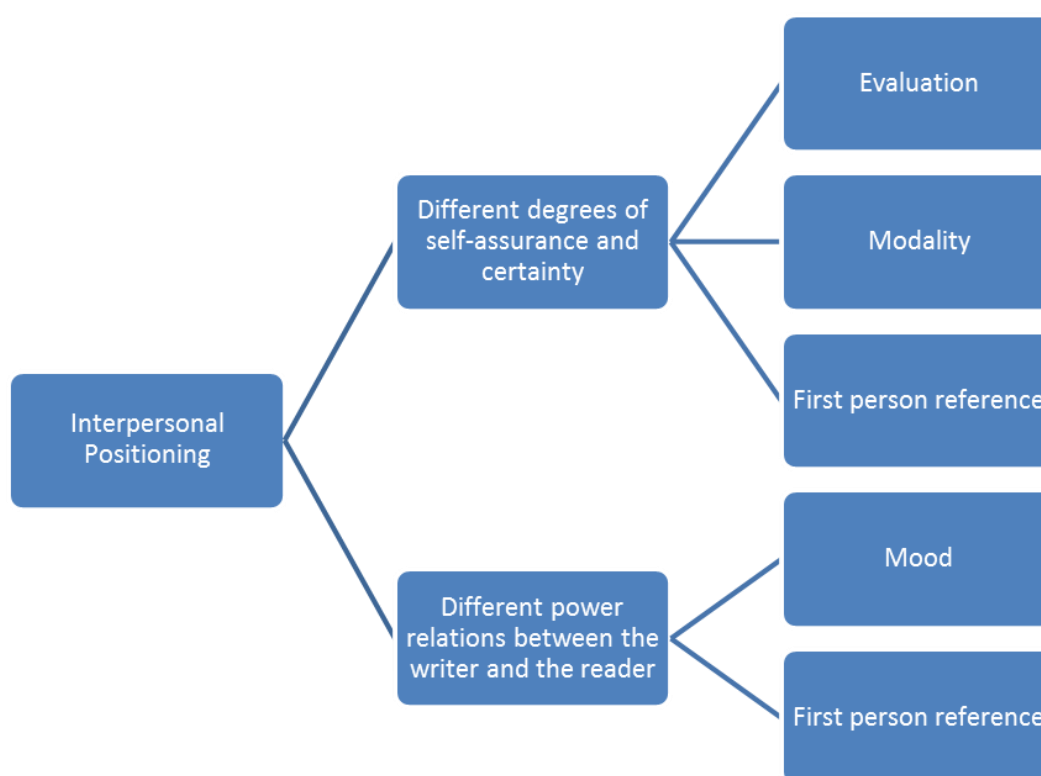 Interpersonal
Positioning
Different degrees of
self-assurance and
certainty
Evaluation
Modality
First person reference
Different power
relations between the
writer and the reader
Mood
First person reference